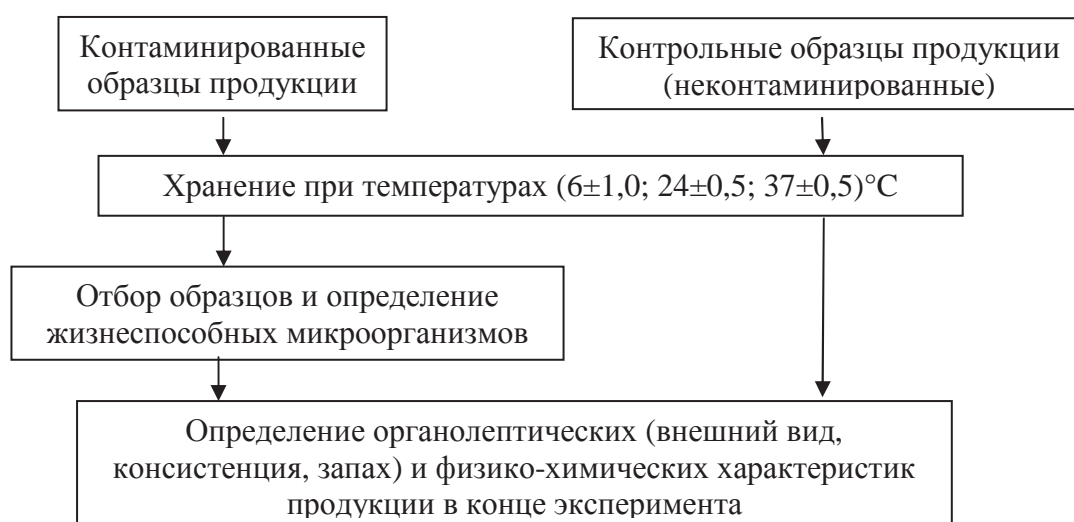 Контаминированные
образцы продукции
Контрольные образцы продукции
(неконтаминированные)
Хранение при температурах (6±1,0; 24±0,5; 37±0,5)°С
Отбор образцов и определение
жизнеспособных микроорганизмов
Определение органолептических (внешний вид,
консистенция, запах) и физико-химических характеристик
продукции в конце эксперимента